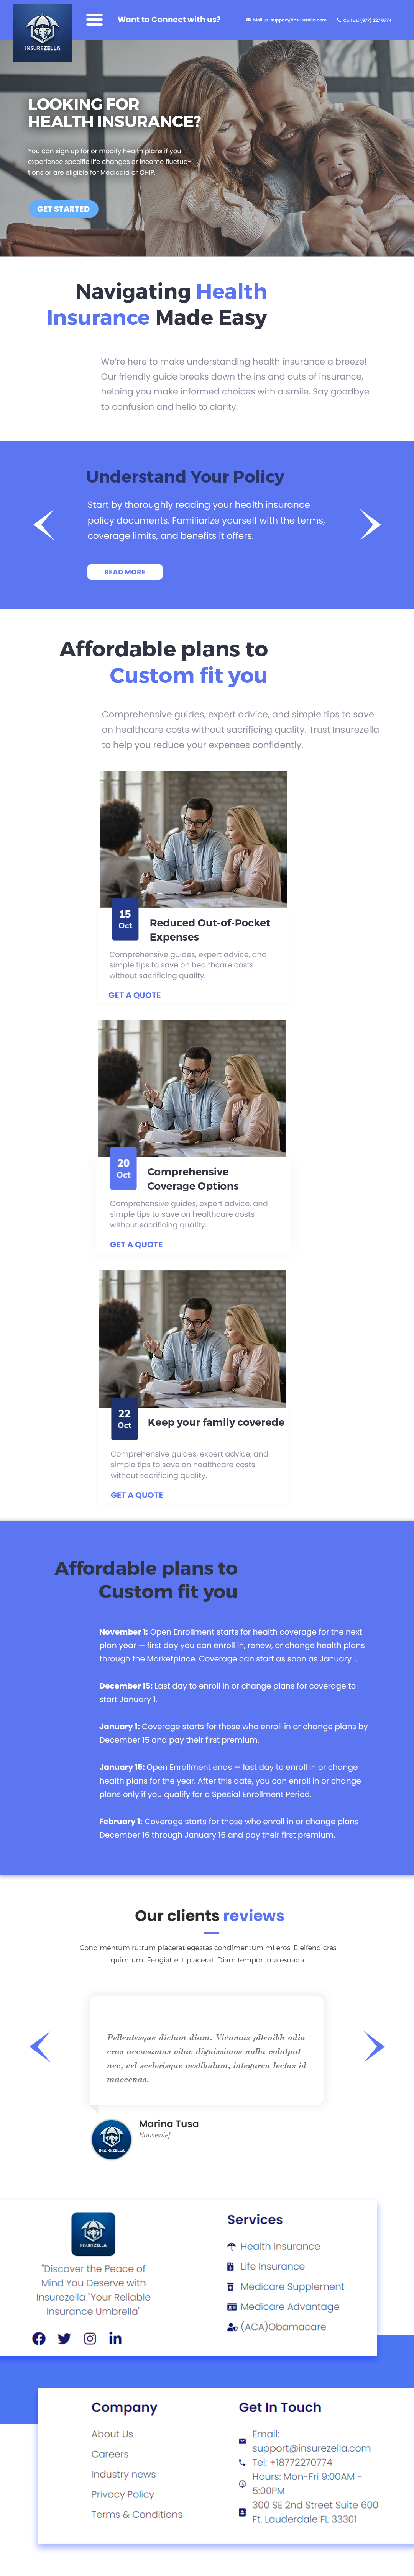 INSUREZELLA
Want to Connect with us?
Mail us: support@insurezella.com
Call us: (877) 227 0774
LOOKING FOR
HEALTH INSURANCE?
You can sign up for or modify health plans if you
experience specific life changes or income fluctua-
tions or are eligible for Medicaid or CHIP.
GET STARTED
Navigating Health
Insurance Made Easy
We're here to make understanding health insurance a breeze!
Our friendly guide breaks down the ins and outs of insurance,
helping you make informed choices with a smile. Say goodbye
to confusion and hello to clarity.
Understand Your Policy
Start by thoroughly reading your health insurance
policy documents. Familiarize yourself with the terms,
coverage limits, and benefits it offers.
READ MORE
Affordable plans to
Custom fit you
Comprehensive guides, expert advice, and simple tips to save
on healthcare costs without sacrificing quality. Trust Insurezella
to help you reduce your expenses confidently.
15
Oct
Reduced Out-of-Pocket
Expenses
Comprehensive guides, expert advice, and
simple tips to save on healthcare costs
without sacrificing quality.
GET A QUOTE
20
Oct
Comprehensive
Coverage Options
Comprehensive guides, expert advice, and
simple tips to save on healthcare costs
without sacrificing quality.
GET A QUOTE
22
Oct
Keep your family coverede
Comprehensive guides, expert advice, and
simple tips to save on healthcare costs
without sacrificing quality.
GET A QUOTE
Affordable plans to
Custom fit you
November 1: Open Enrollment starts for health coverage for the next
plan year — first day you can enroll in, renew, or change health plans
through the Marketplace. Coverage can start as soon as January 1.
December 15: Last day to enroll in or change plans for coverage to
start January 1.
January 1: Coverage starts for those who enroll in or change plans by
December 15 and pay their first premium.
January 15: Open Enrollment ends — last day to enroll in or change
health plans for the year. After this date, you can enroll in or change
plans only if you qualify for a Special Enrollment Period.
February 1: Coverage starts for those who enroll in or change plans
December 16 through January 16 and pay their first premium.
Our clients reviews
Condimentum rutrum placerat egestas condimentum mi eros. Eleifend cras
quirntum Feugiat elit placerat. Diam tempor malesuada.
Pellentesque dictum diam. Vivamus pltenibh odio
cras accusamus vitae dignissimos nulla volutpat
nec, vel scelerisque vestibulum, integarcu lectus id
maecenas.
INSUREZELLA
Marina Tusa
Housewief
INSUREZELLA
"Discover the Peace of
Mind You Deserve with
Insurezella "Your Reliable
Insurance Umbrella"
Services
Health Insurance
Life Insurance
Medicare Supplement
Medicare Advantage
(ACA)Obamacare
Company
About Us
Careers
Industry news
Privacy Policy
Terms & Conditions
Get In Touch
Email:
support@insurezella.com
Tel: +18772270774
Hours: Mon-Fri 9:00AM -
5:00PM
300 SE 2nd Street Suite 600
Ft. Lauderdale FL 33301